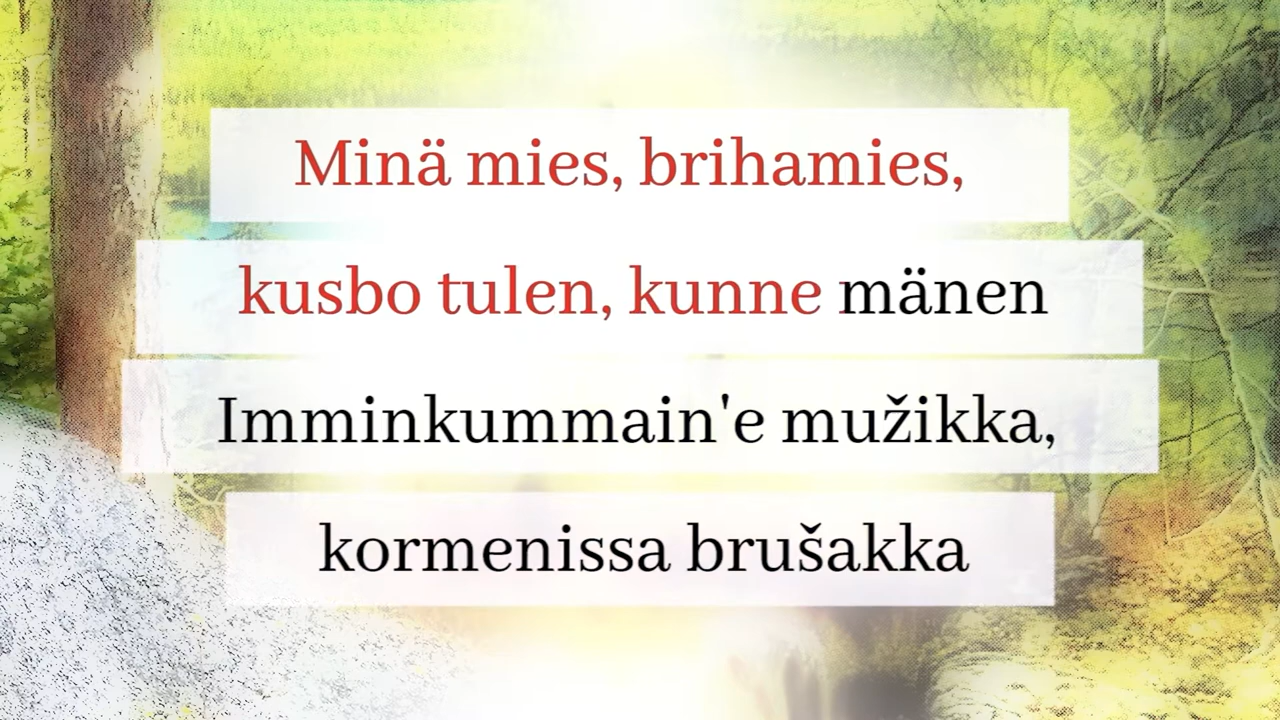 Minä mies, brihamies,
kusbo tulen, kunne mänen
Imminkummain'e mužikka,
kormenissa brušakka